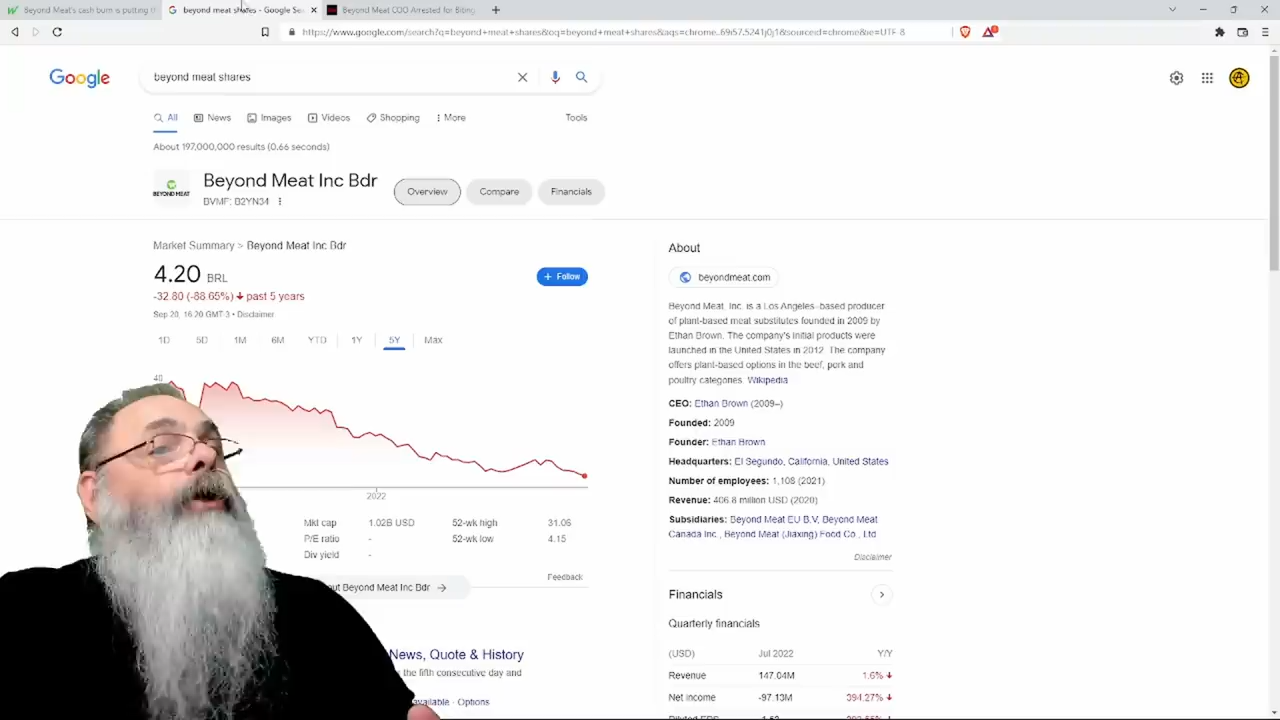 Beyond Meat's cash burn is putting th
beyond meat shares - Google Sea
Beyond Meat COO Arrested for Biting
https://www.google.com/search?q=beyond+meat+shares&oq=beyond+meat+shares&aqs=chrome..69i57.5241j0j1&sourceid=chrome&ie=UTF-8
Google
beyond meat shares
All
News
Images
Videos
Shopping
More
Tools
About 197,000,000 results (0.66 seconds)
BEYOND MEAT
Beyond Meat Inc Bdr
BVMF: B2YN34
Overview
Compare
Financials
Market Summary > Beyond Meat Inc Bdr
4.20 BRL
+ Follow
-32.80 (-88.65%) ↓ past 5 years
Sep 20, 16:20 GMT-3 • Disclaimer
1D 5D 1M 6M YTD 1Y 5Y Max
40
2022
Mkt cap 1.02B USD 52-wk high 31.06
P/E ratio - 52-wk low 4.15
Div yield -
Feedback
ut Beyond Meat Inc Bdr →
News, Quote & History
the fifth consecutive day and
available · Options
About
beyondmeat.com
Beyond Meat, Inc. is a Los Angeles–based producer
of plant-based meat substitutes founded in 2009 by
Ethan Brown. The company's initial products were
launched in the United States in 2012. The company
offers plant-based options in the beef, pork and
poultry categories. Wikipedia
CEO: Ethan Brown (2009–)
Founded: 2009
Founder: Ethan Brown
Headquarters: El Segundo, California, United States
Number of employees: 1,108 (2021)
Revenue: 406.8 million USD (2020)
Subsidiaries: Beyond Meat EU B.V, Beyond Meat
Canada Inc., Beyond Meat (Jiaxing) Food Co., Ltd
Disclaimer
Financials
Quarterly financials
(USD) Jul 2022 Y/Y
Revenue 147.04M 1.6% ↓
Net income -97.13M 394.27% ↓